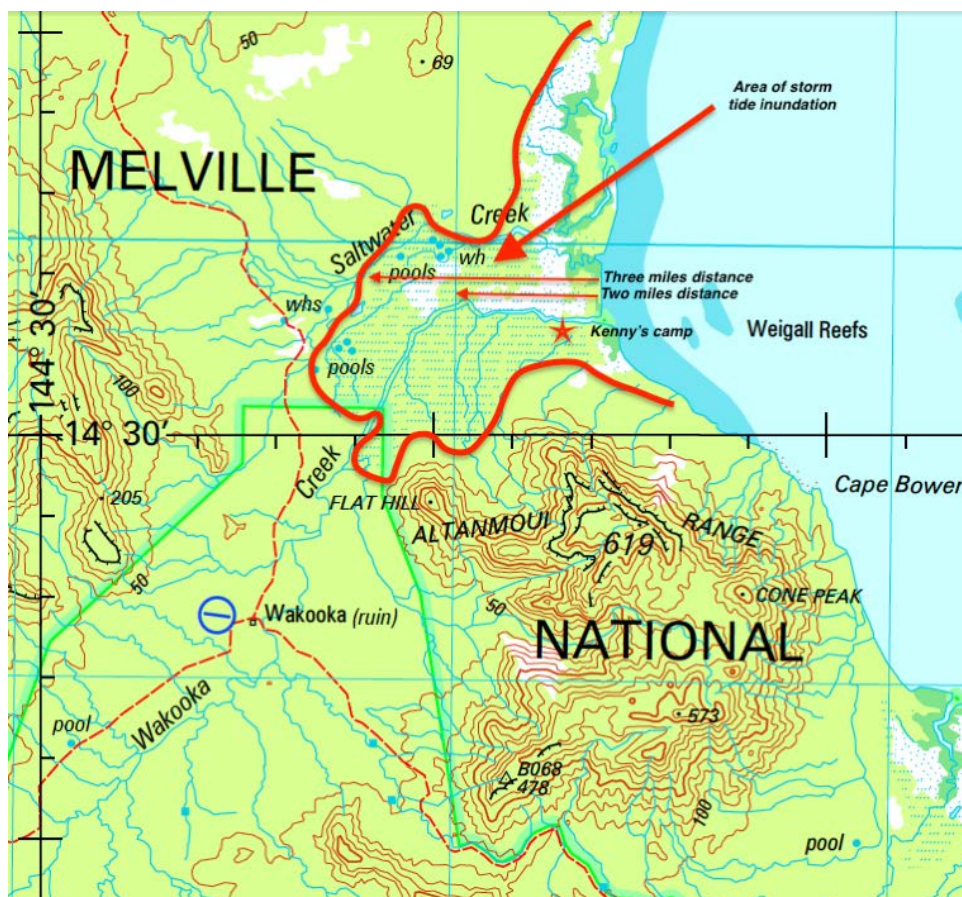 50
69
Area of storm
tide inundation
MELVILLE
Saltwater
Creek
wh
pools
Three miles distance
Two miles distance
whs
Kenny's camp
Weigall Reefs
144° 30'
100
pools
14° 30'
Creek
205
FLAT HILL
ALTANMOUI
RANGE
619
Cape Bower
50
50
CONE PEAK
Wakooka (ruin)
NATIONAL
Wakooka
pool
573
B068
478
100
pool